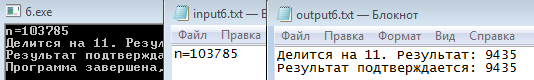 6.exe
n=103785
Делится на 11. Резул
Результат подтвержда
Программа завершена,
input6.txt —
Файл Правка
n=103785
output6.txt — Блокнот
Файл Правка Формат Вид Справка
Делится на 11. Результат: 9435
Результат подтверждается: 9435